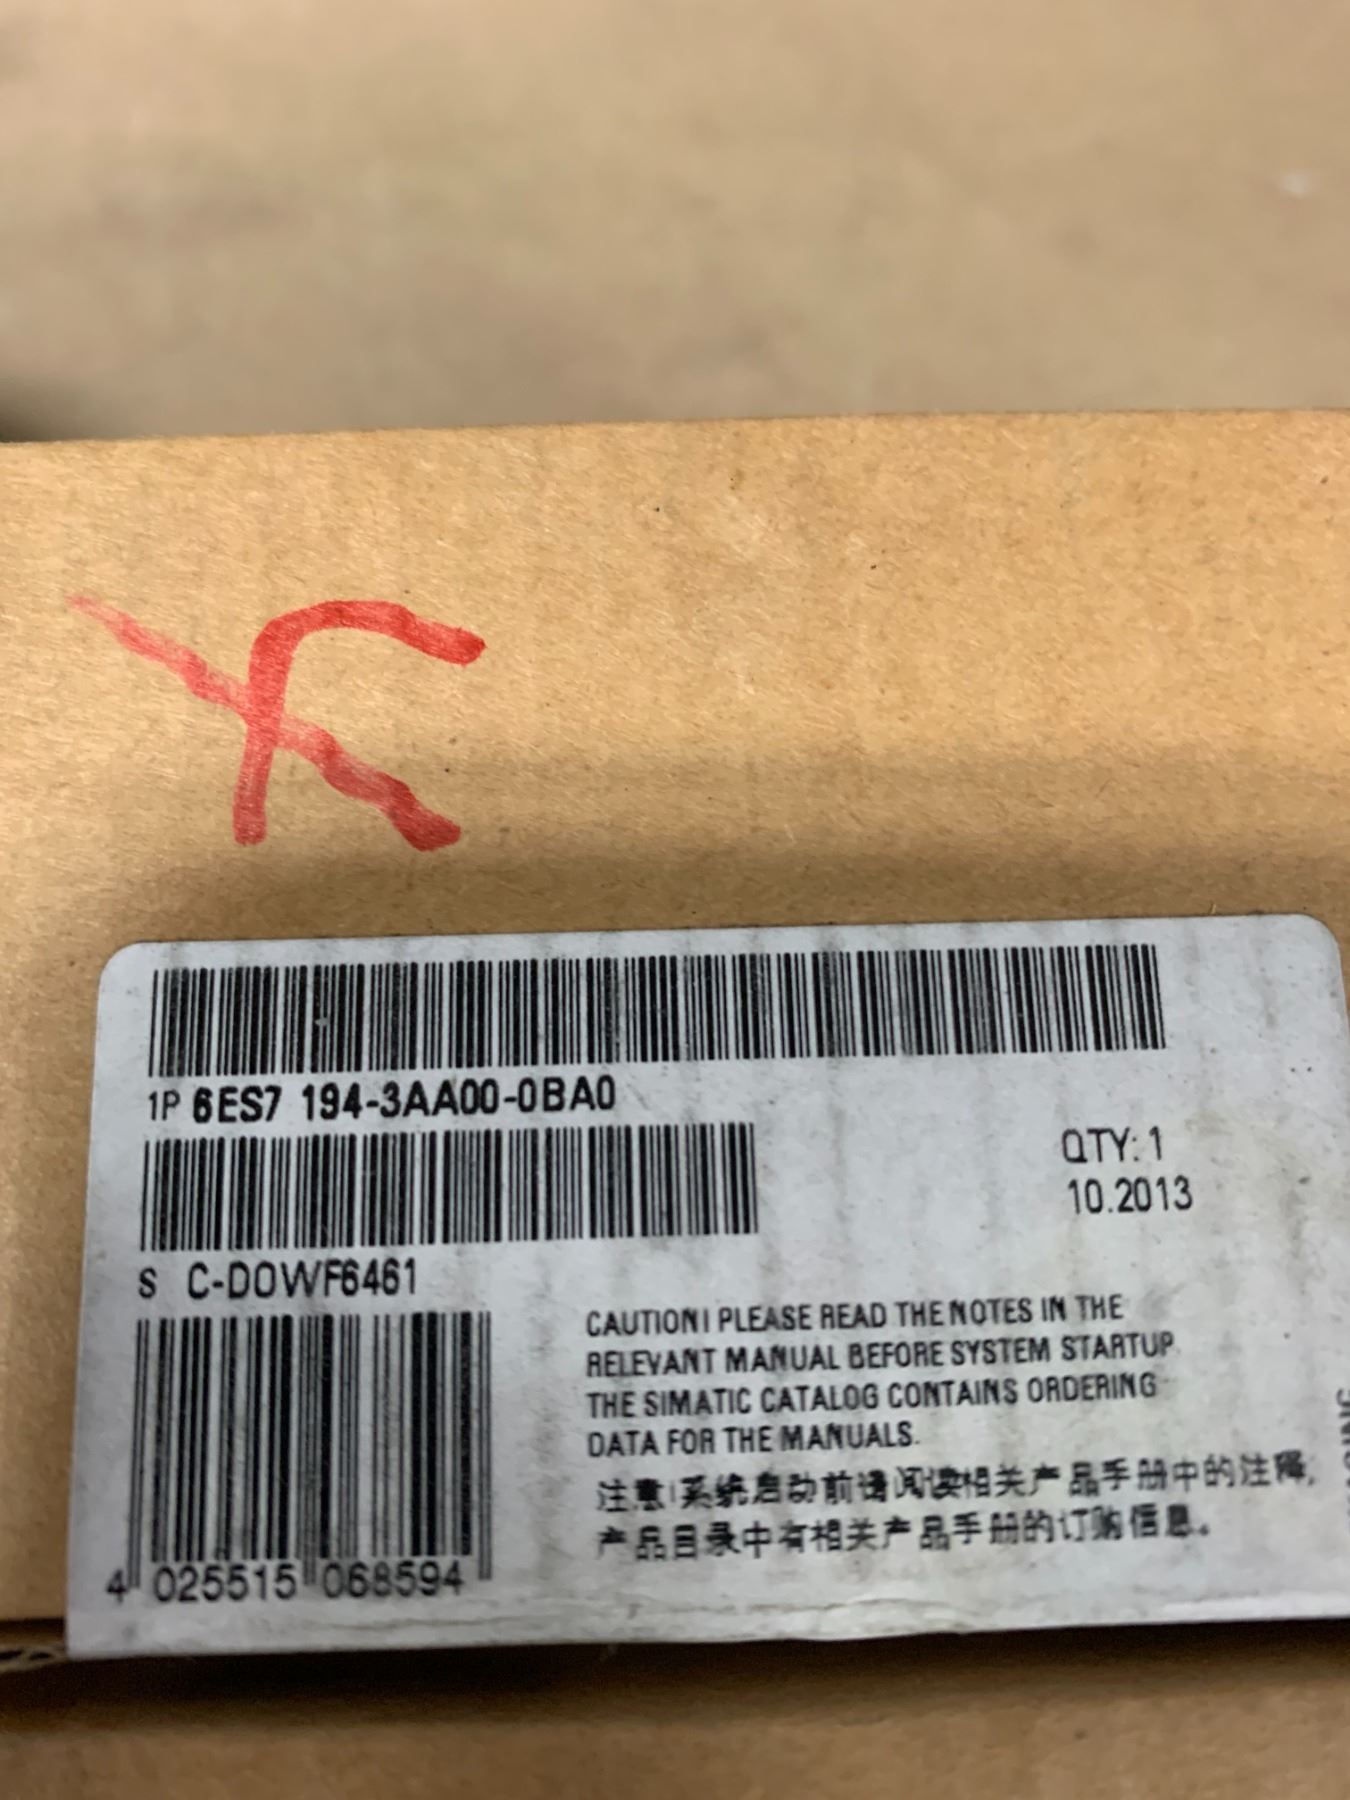 1P 6ES7 194-3AA00-0BA0
QTY: 1
10.2013
S C-D0WF6461
CAUTION! PLEASE READ THE NOTES IN THE
RELEVANT MANUAL BEFORE SYSTEM STARTUP.
THE SIMATIC CATALOG CONTAINS ORDERING
DATA FOR THE MANUALS.
注意!系统启动前请阅读相关产品手册中的注释,
产品目录中有相关产品手册的订购信息。
4 025515 068594